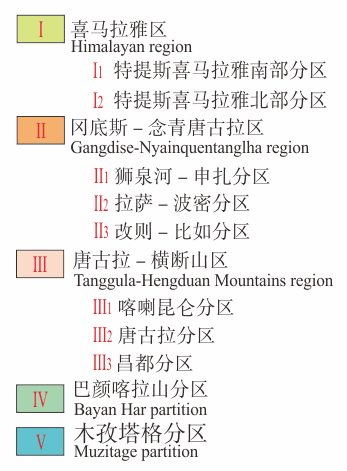 I 喜马拉雅区
Himalayan region
I1 特提斯喜马拉雅南部分区
I2 特提斯喜马拉雅北部分区
II 冈底斯 – 念青唐古拉区
Gangdise-Nyainquentanglha region
II1 狮泉河 – 申扎分区
II2 拉萨 – 波密分区
II3 改则 – 比如分区
III 唐古拉 – 横断山区
Tanggula-Hengduan Mountains region
III1 喀喇昆仑分区
III2 唐古拉分区
III3 昌都分区
IV 巴颜喀拉山分区
Bayan Har partition
V 木孜塔格分区
Muzitage partition